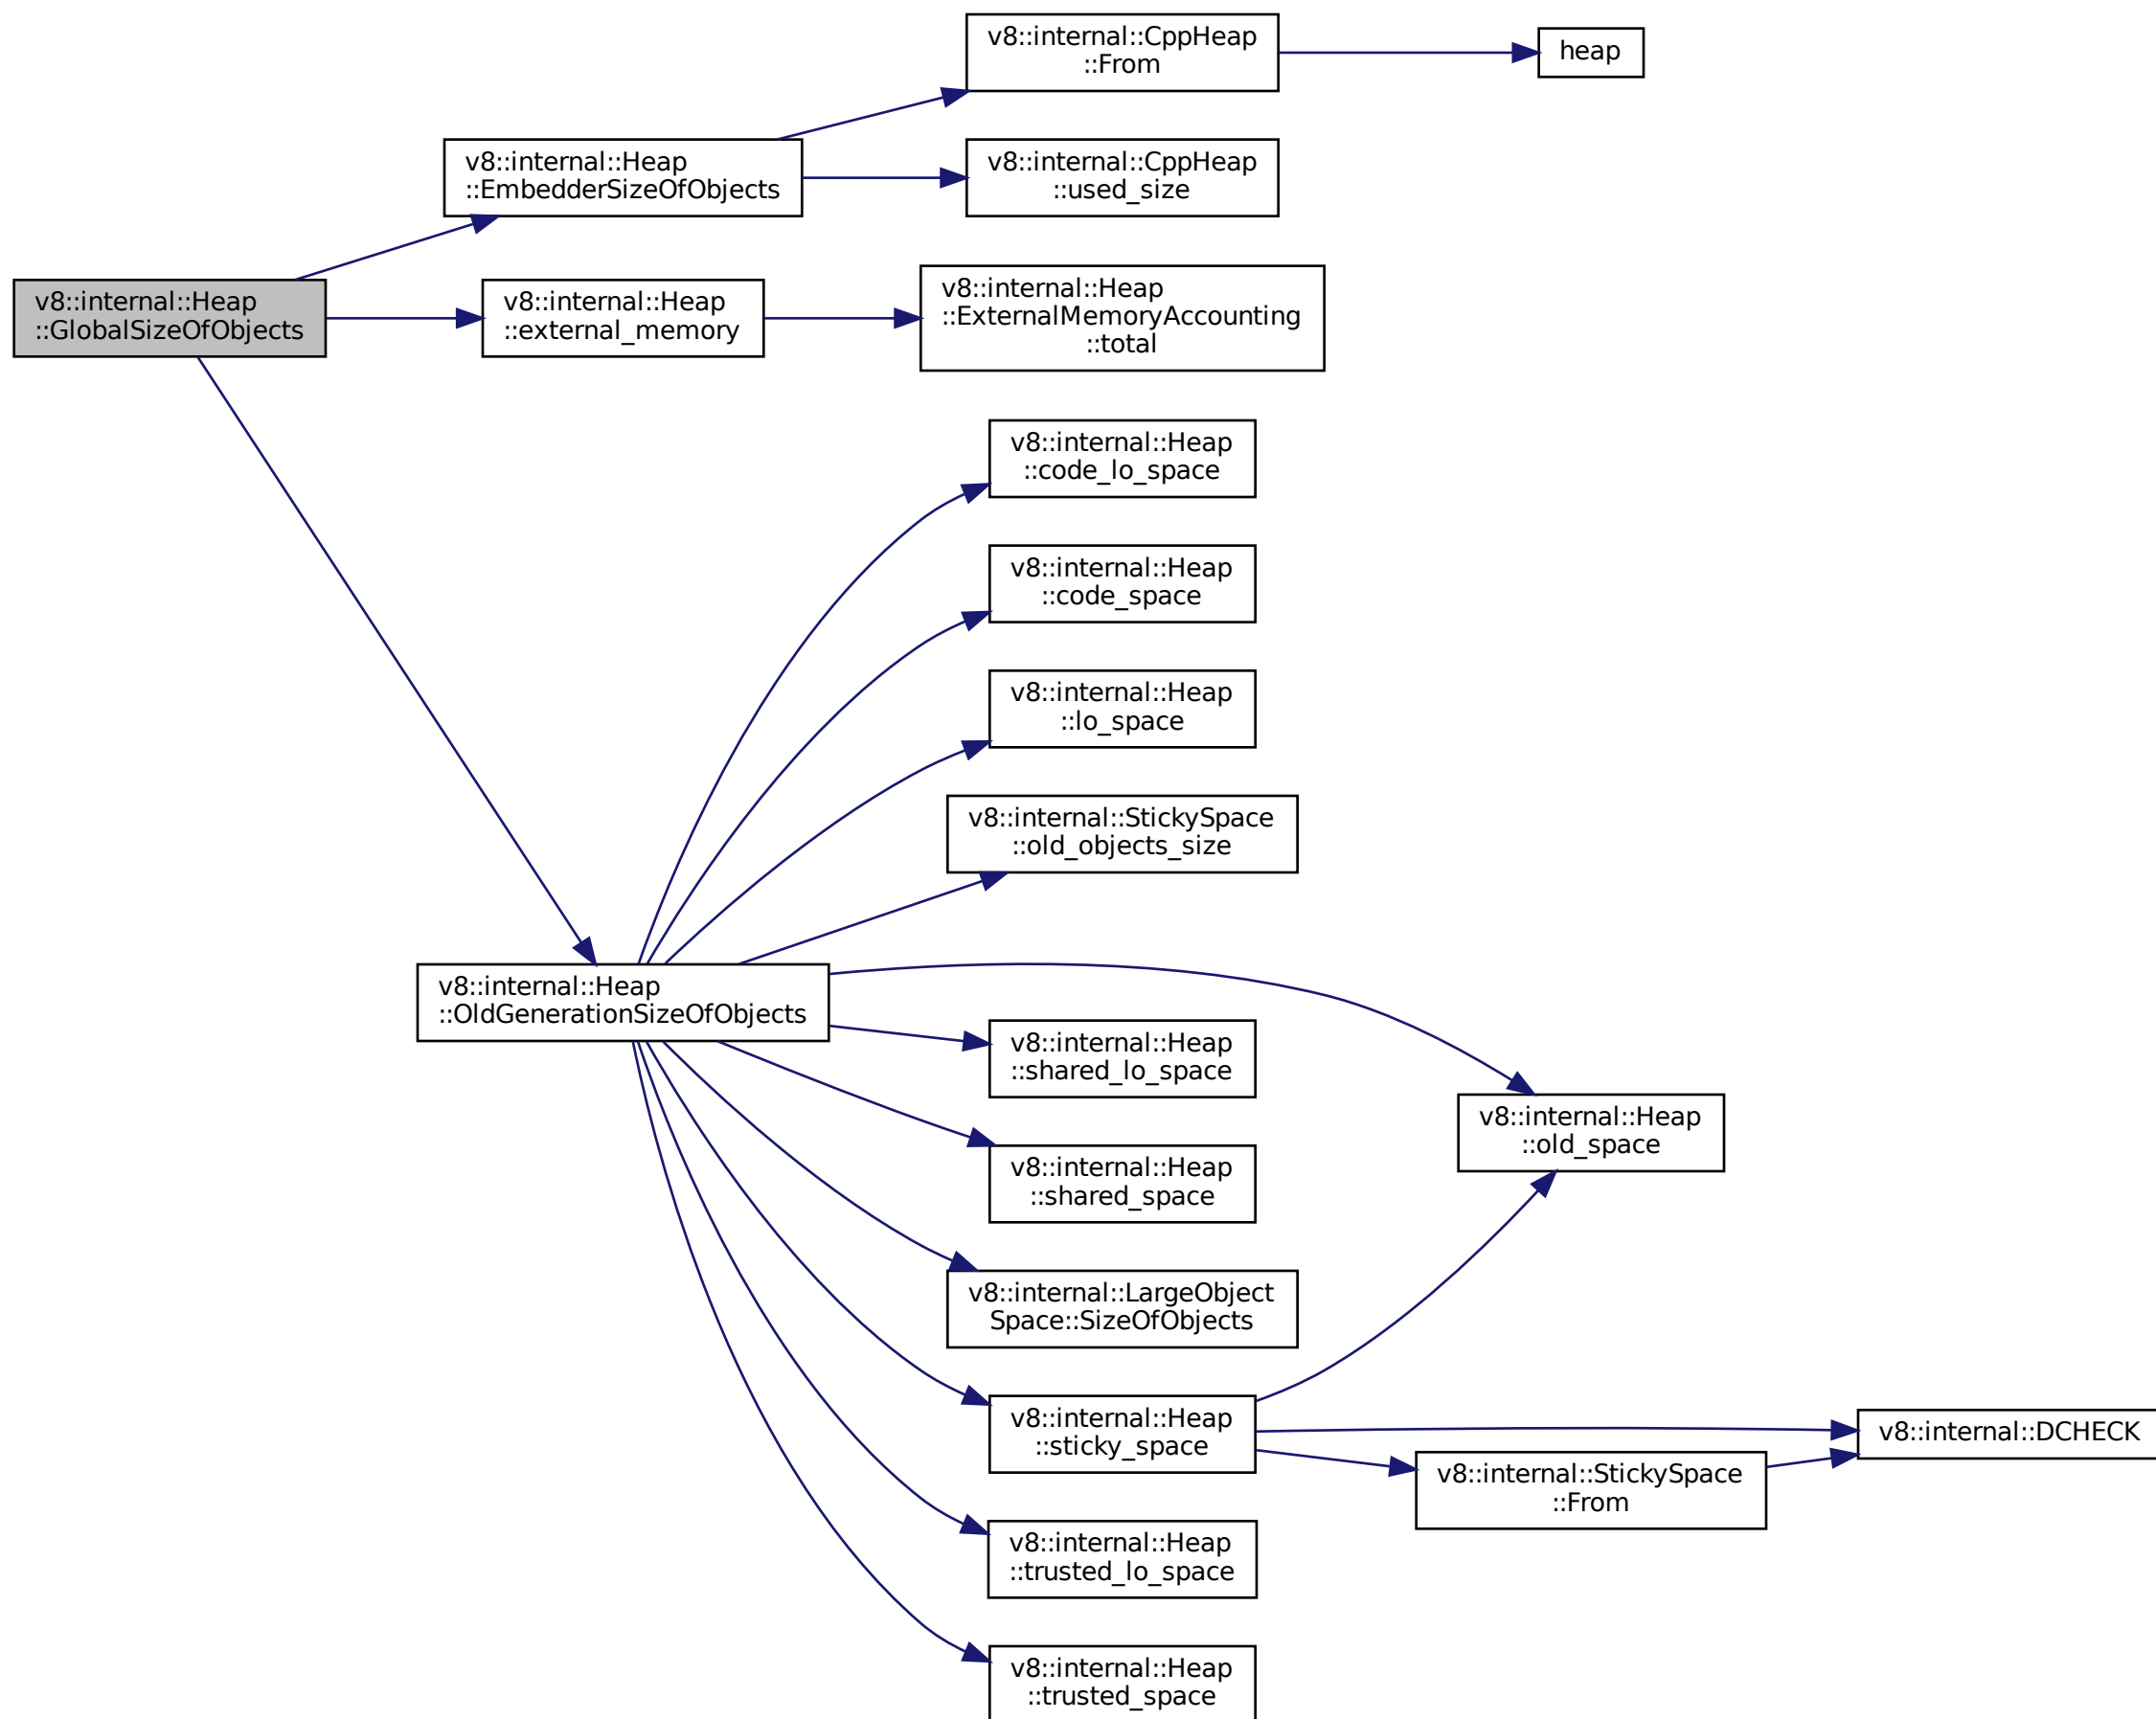 v8::internal::CppHeap
::From
heap
v8::internal::Heap
::EmbedderSizeOfObjects
v8::internal::CppHeap
::used_size
v8::internal::Heap
::GlobalSizeOfObjects
v8::internal::Heap
::external_memory
v8::internal::Heap
::ExternalMemoryAccounting
::total
v8::internal::Heap
::code_lo_space
v8::internal::Heap
::code_space
v8::internal::Heap
::lo_space
v8::internal::StickySpace
::old_objects_size
v8::internal::Heap
::OldGenerationSizeOfObjects
v8::internal::Heap
::shared_lo_space
v8::internal::Heap
::old_space
v8::internal::Heap
::shared_space
v8::internal::LargeObject
Space::SizeOfObjects
v8::internal::Heap
::sticky_space
v8::internal::DCHECK
v8::internal::StickySpace
::From
v8::internal::Heap
::trusted_lo_space
v8::internal::Heap
::trusted_space